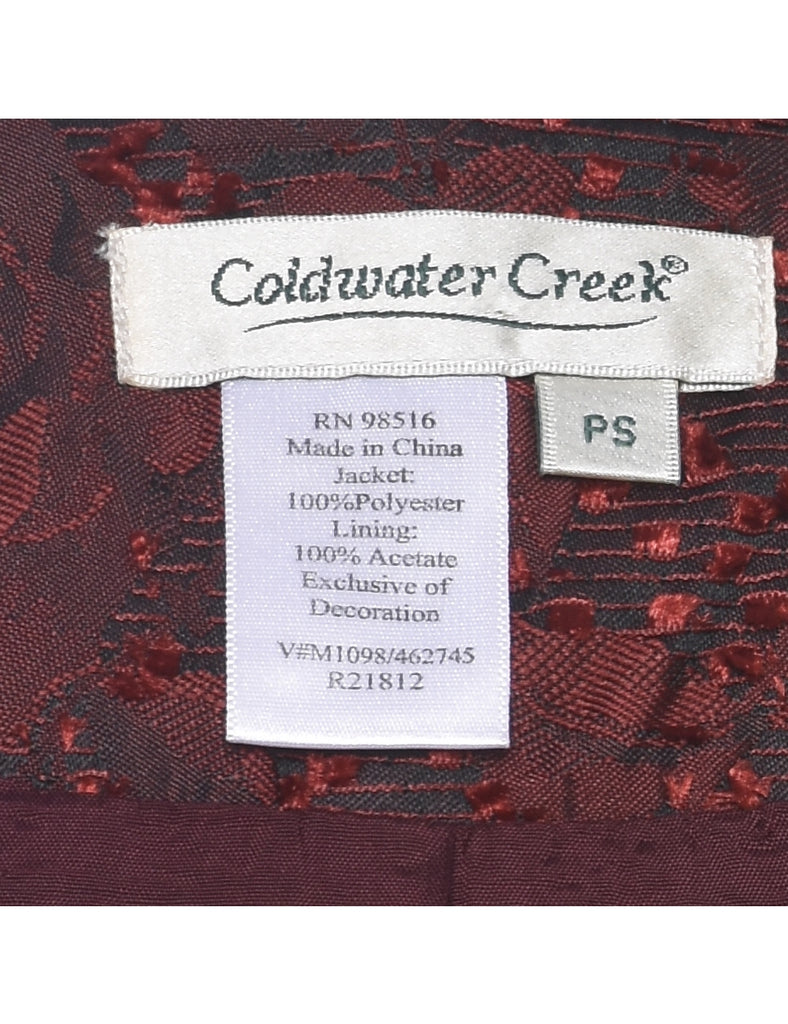 Coldwater Creek®
PS
RN 98516
Made in China
Jacket:
100%Polyester
Lining:
100% Acetate
Exclusive of
Decoration
V#M1098/462745
R21812